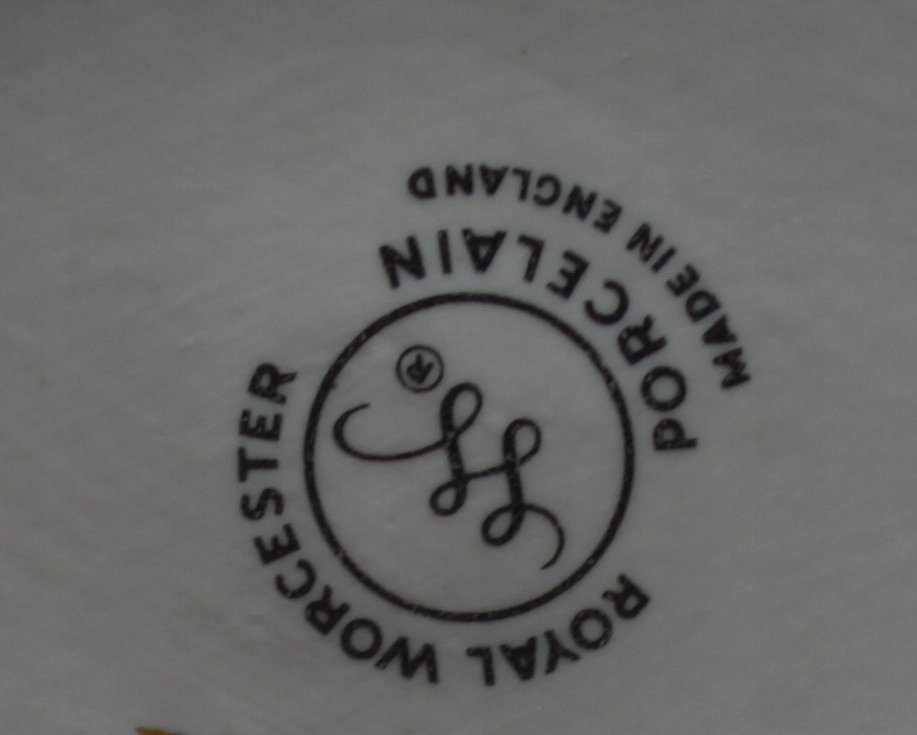 ROYAL WORCESTER
®
PORCELAIN
MADE IN ENGLAND